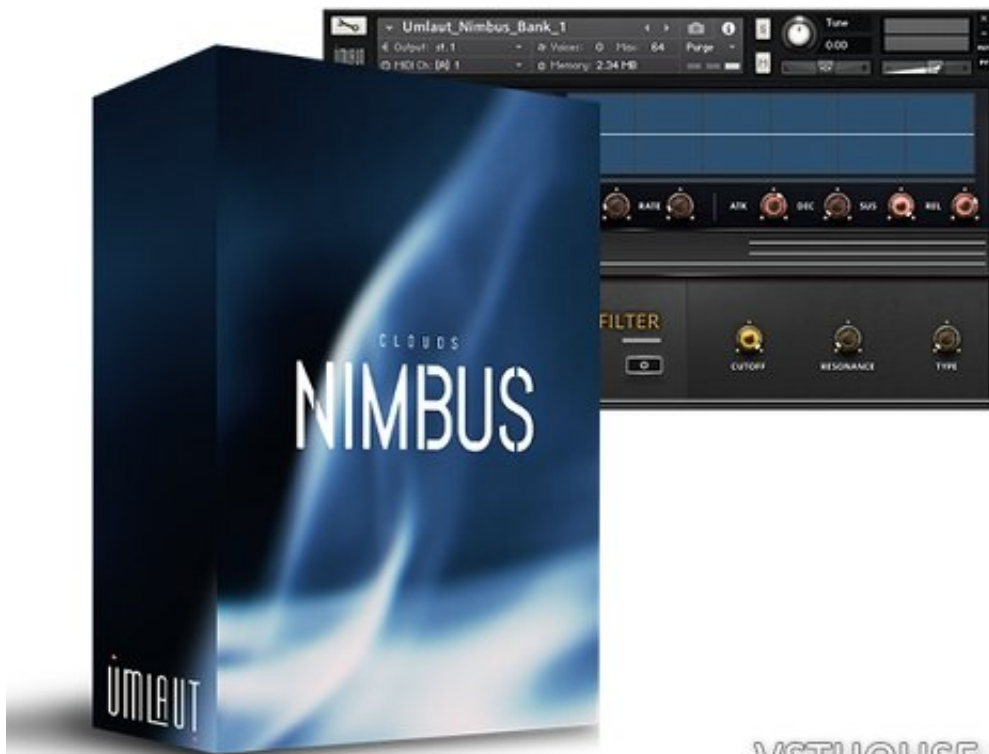 Umlaut_Nimbus_Bank_1
Output: st.1 Voices: 0 Max: 64 Purge
MIDI Ch: [A] 1 Memory: 2.34 MB
S
M
Tune
0.00
RATE ATK DEC SUS REL
FILTER
CUTOFF RESONANCE TYPE
CLOUDS
NIMBUS
ÜMLAUT
VSTHOUSE